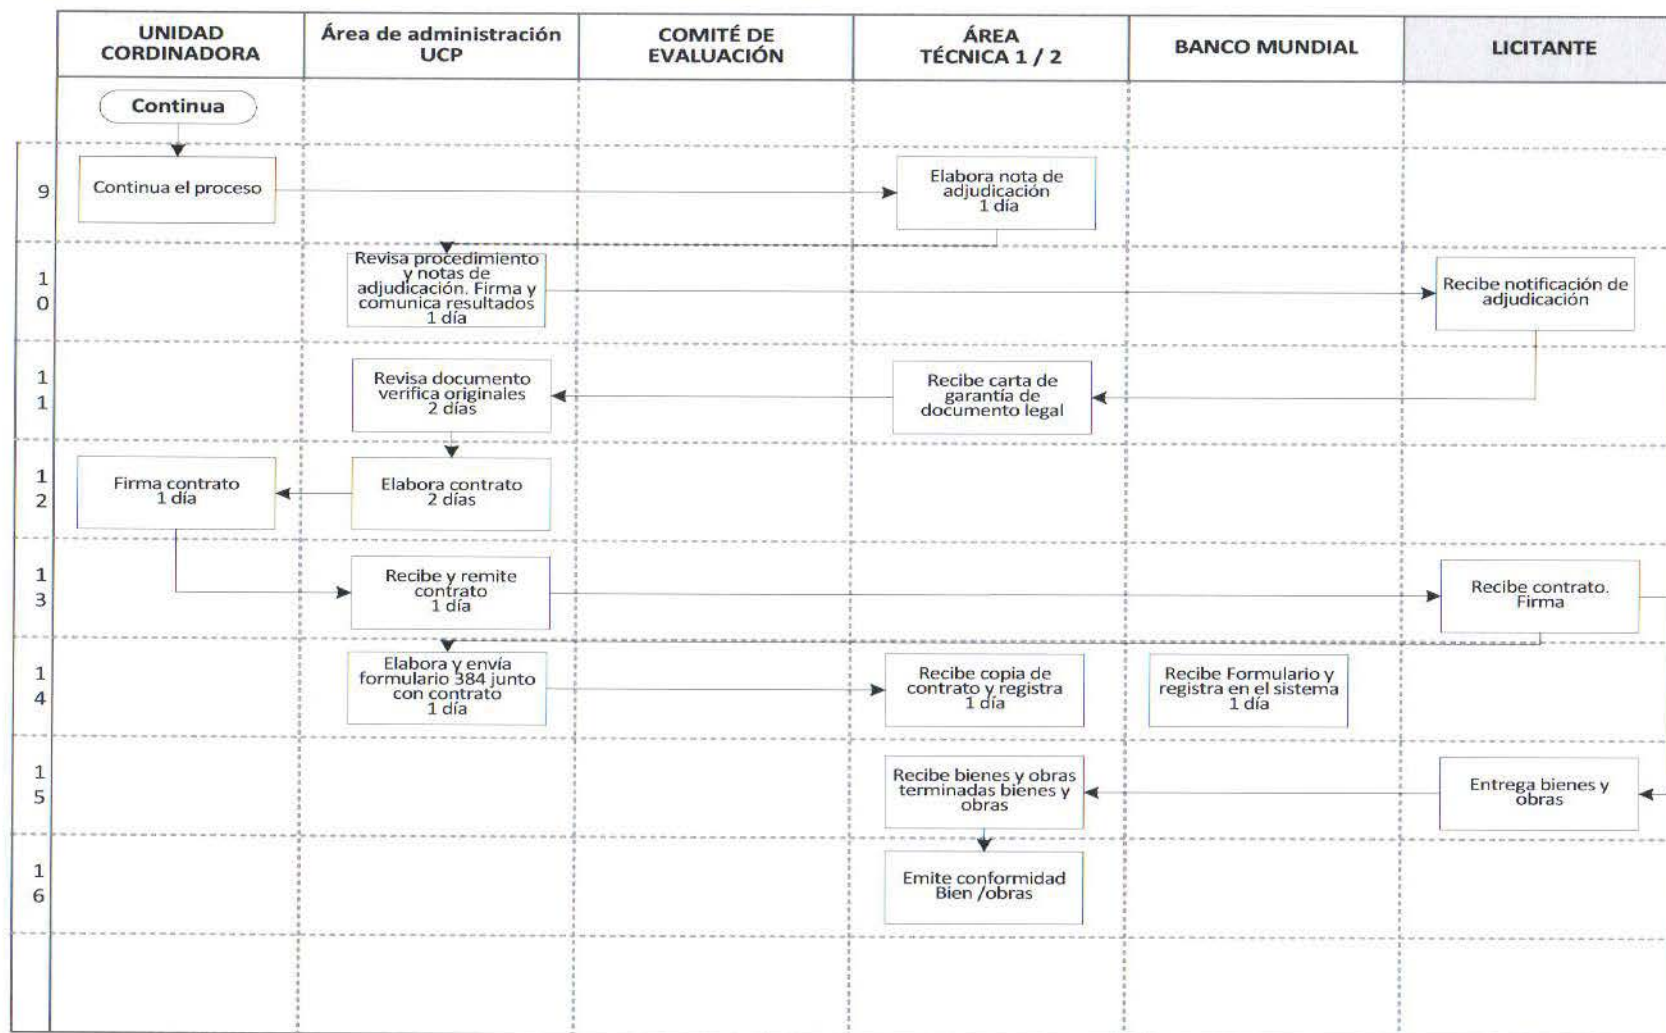 UNIDAD
CORDINADORA
Área de administración
UCP
COMITÉ DE
EVALUACIÓN
ÁREA
TÉCNICA 1 / 2
BANCO MUNDIAL
LICITANTE
Continua
9
Continua el proceso
Elabora nota de
adjudicación
1 día
1
0
Revisa procedimiento
y notas de
adjudicación. Firma y
comunica resultados
1 día
Recibe notificación de
adjudicación
1
1
Revisa documento
verifica originales
2 días
Recibe carta de
garantía de
documento legal
1
2
Firma contrato
1 día
Elabora contrato
2 días
1
3
Recibe y remite
contrato
1 día
Recibe contrato.
Firma
1
4
Elabora y envía
formulario 384 junto
con contrato
1 día
Recibe copia de
contrato y registra
1 día
Recibe Formulario y
registra en el sistema
1 día
1
5
Recibe bienes y obras
terminadas bienes y
obras
Entrega bienes y
obras
1
6
Emite conformidad
Bien /obras